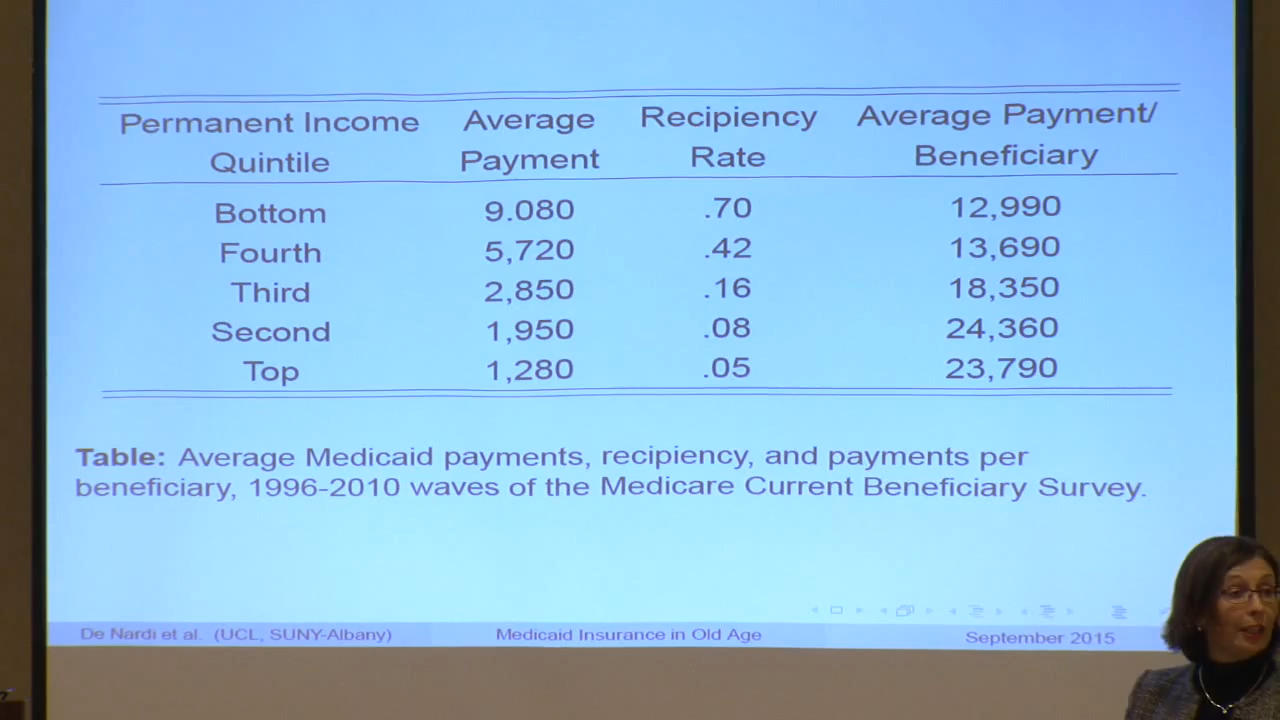 Permanent Income Average Recipiency Average Payment/
Quintile Payment Rate Beneficiary
Bottom 9.080 .70 12,990
Fourth 5,720 .42 13,690
Third 2,850 .16 18,350
Second 1,950 .08 24,360
Top 1,280 .05 23,790
Table: Average Medicaid payments, recipiency, and payments per
beneficiary, 1996-2010 waves of the Medicare Current Beneficiary Survey.
De Nardi et al. (UCL, SUNY-Albany) Medicaid Insurance in Old Age September 2015